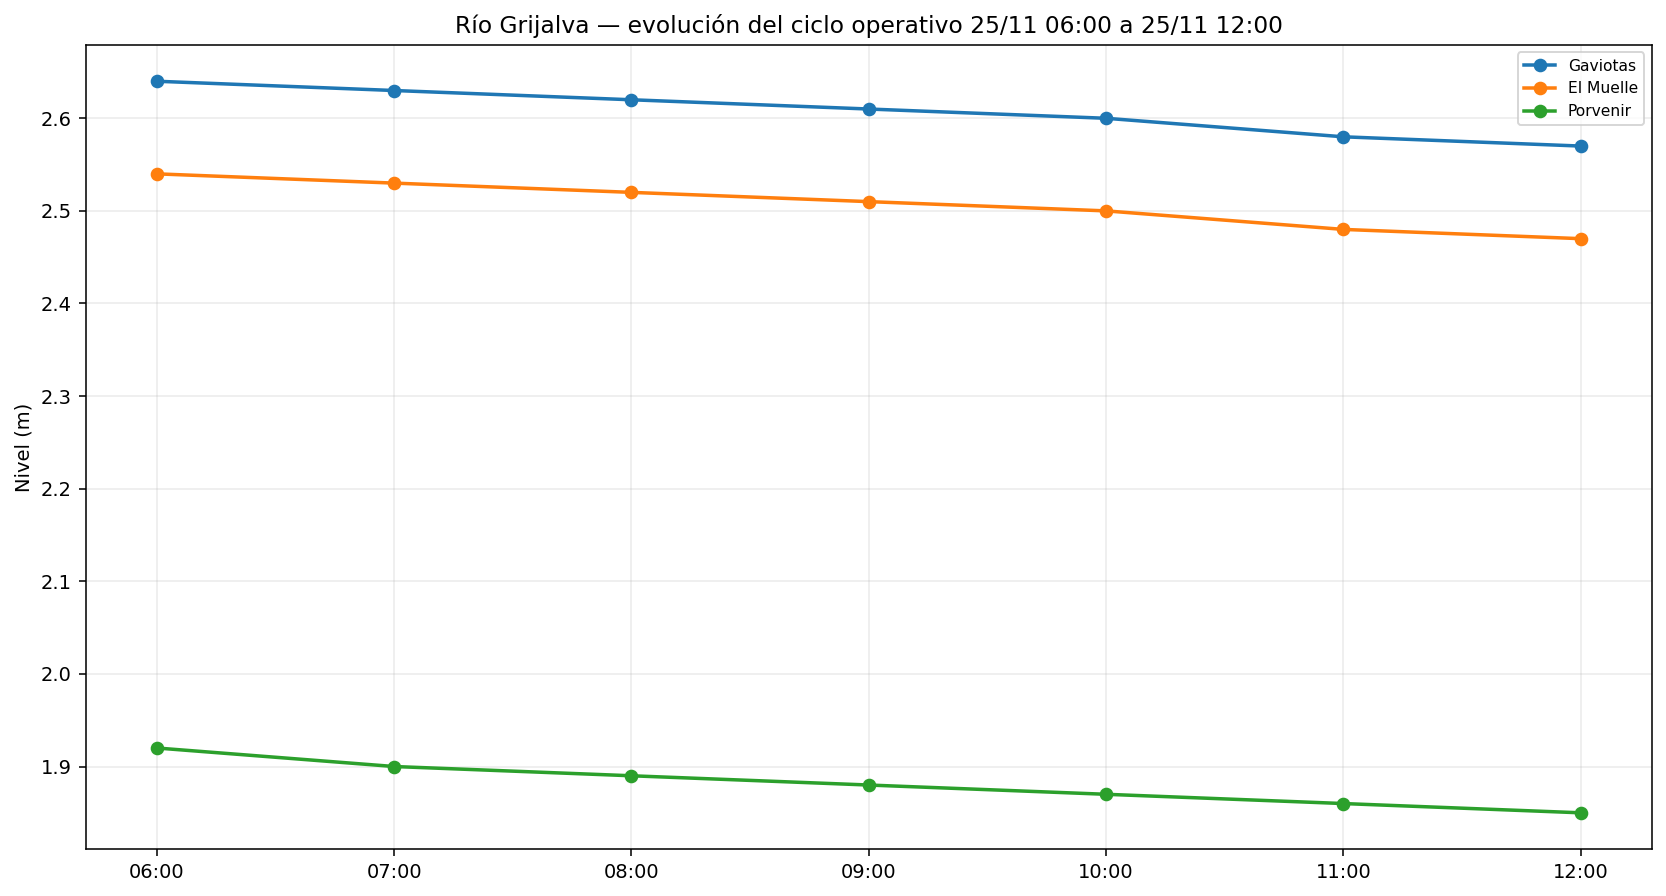 Río Grijalva — evolución del ciclo operativo 25/11 06:00 a 25/11 12:00
Gaviotas
El Muelle
Porvenir
Nivel (m)
2.6
2.5
2.4
2.3
2.2
2.1
2.0
1.9
06:00 07:00 08:00 09:00 10:00 11:00 12:00